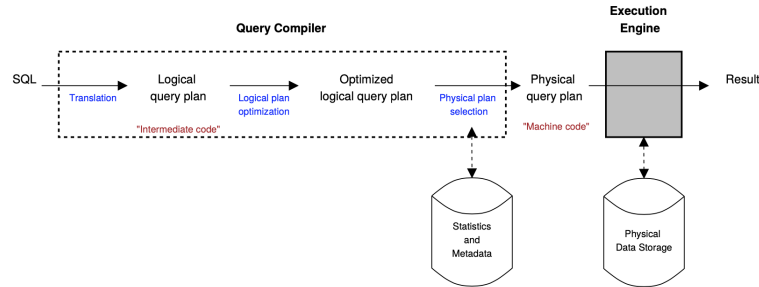 Execution
Engine
Query Compiler
SQL
Translation
Logical
query plan
"Intermediate code"
Logical plan
optimization
Optimized
logical query plan
Physical plan
selection
Physical
query plan
"Machine code"
Result
Statistics
and
Metadata
Physical
Data Storage